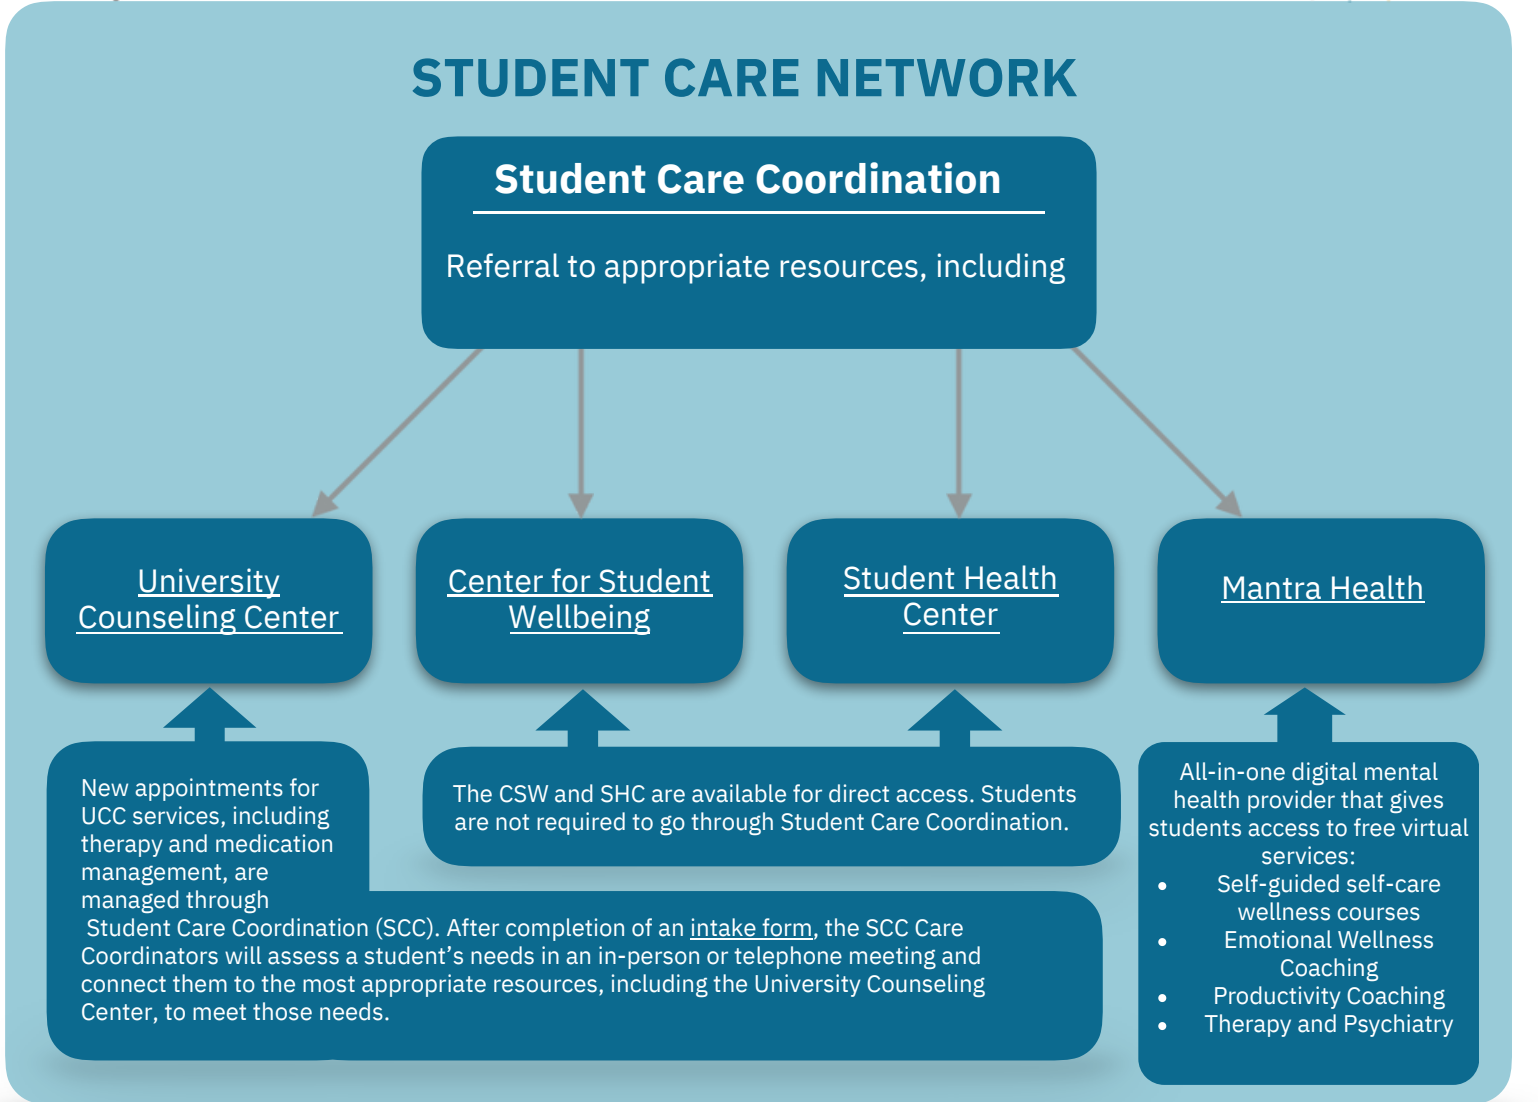 STUDENT CARE NETWORK
Student Care Coordination
Referral to appropriate resources, including
University
Counseling Center
Center for Student
Wellbeing
Student Health
Center
Mantra Health
New appointments for
UCC services, including
therapy and medication
management, are
managed through
Student Care Coordination (SCC). After completion of an intake form, the SCC Care
Coordinators will assess a student’s needs in an in-person or telephone meeting and
connect them to the most appropriate resources, including the University Counseling
Center, to meet those needs.
The CSW and SHC are available for direct access. Students
are not required to go through Student Care Coordination.
All-in-one digital mental
health provider that gives
students access to free virtual
services:
• Self-guided self-care
wellness courses
• Emotional Wellness
Coaching
• Productivity Coaching
• Therapy and Psychiatry